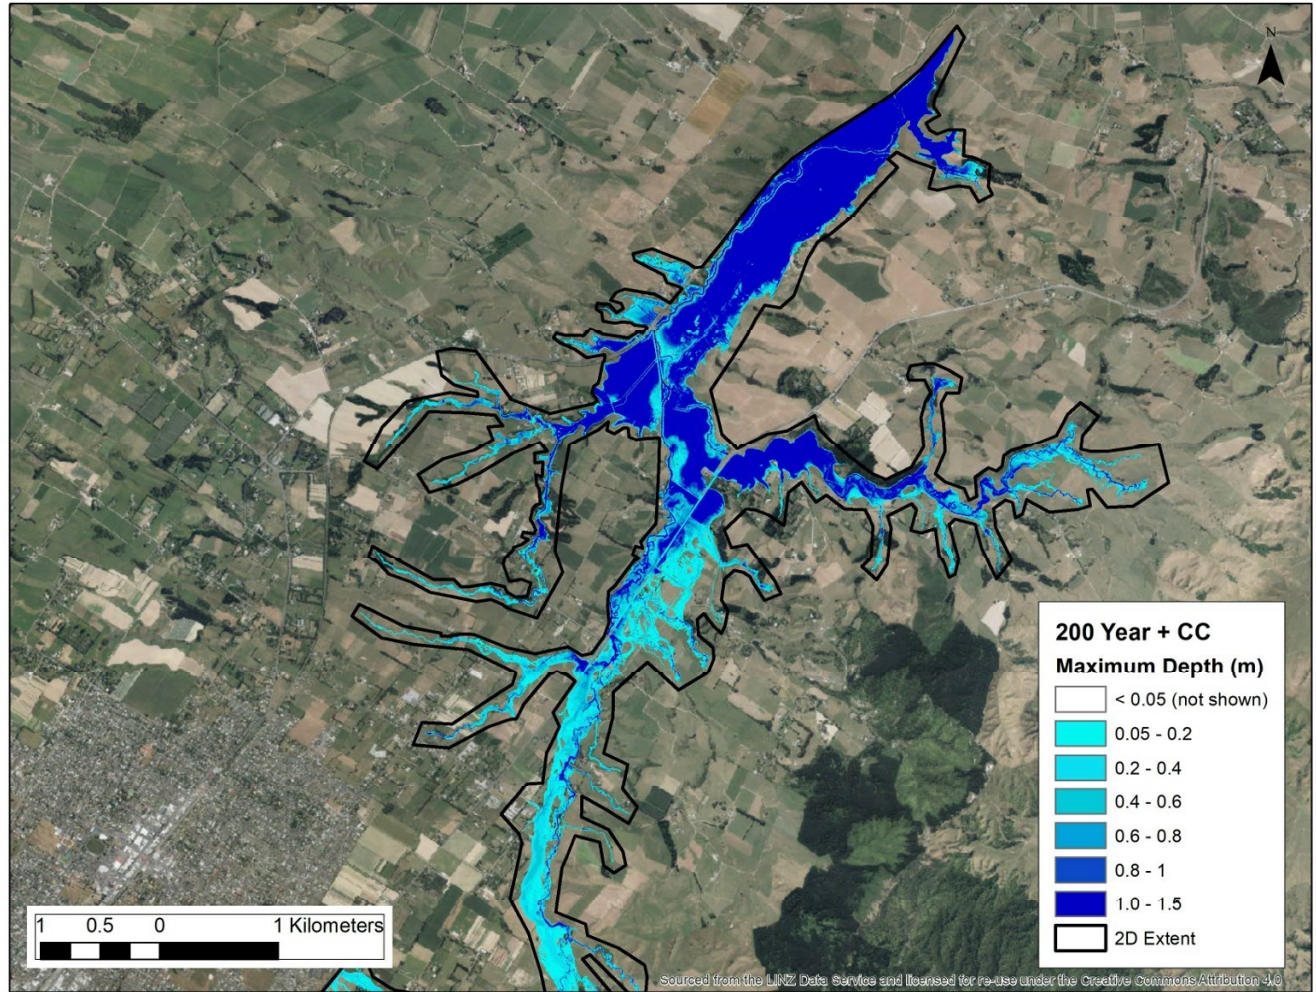 N
200 Year + CC
Maximum Depth (m)
< 0.05 (not shown)
0.05 - 0.2
0.2 - 0.4
0.4 - 0.6
0.6 - 0.8
0.8 - 1
1.0 - 1.5
2D Extent
1 0.5 0 1 Kilometers
Sourced from the LINZ Data Service and licensed for re-use under the Creative Commons Attribution 4.0